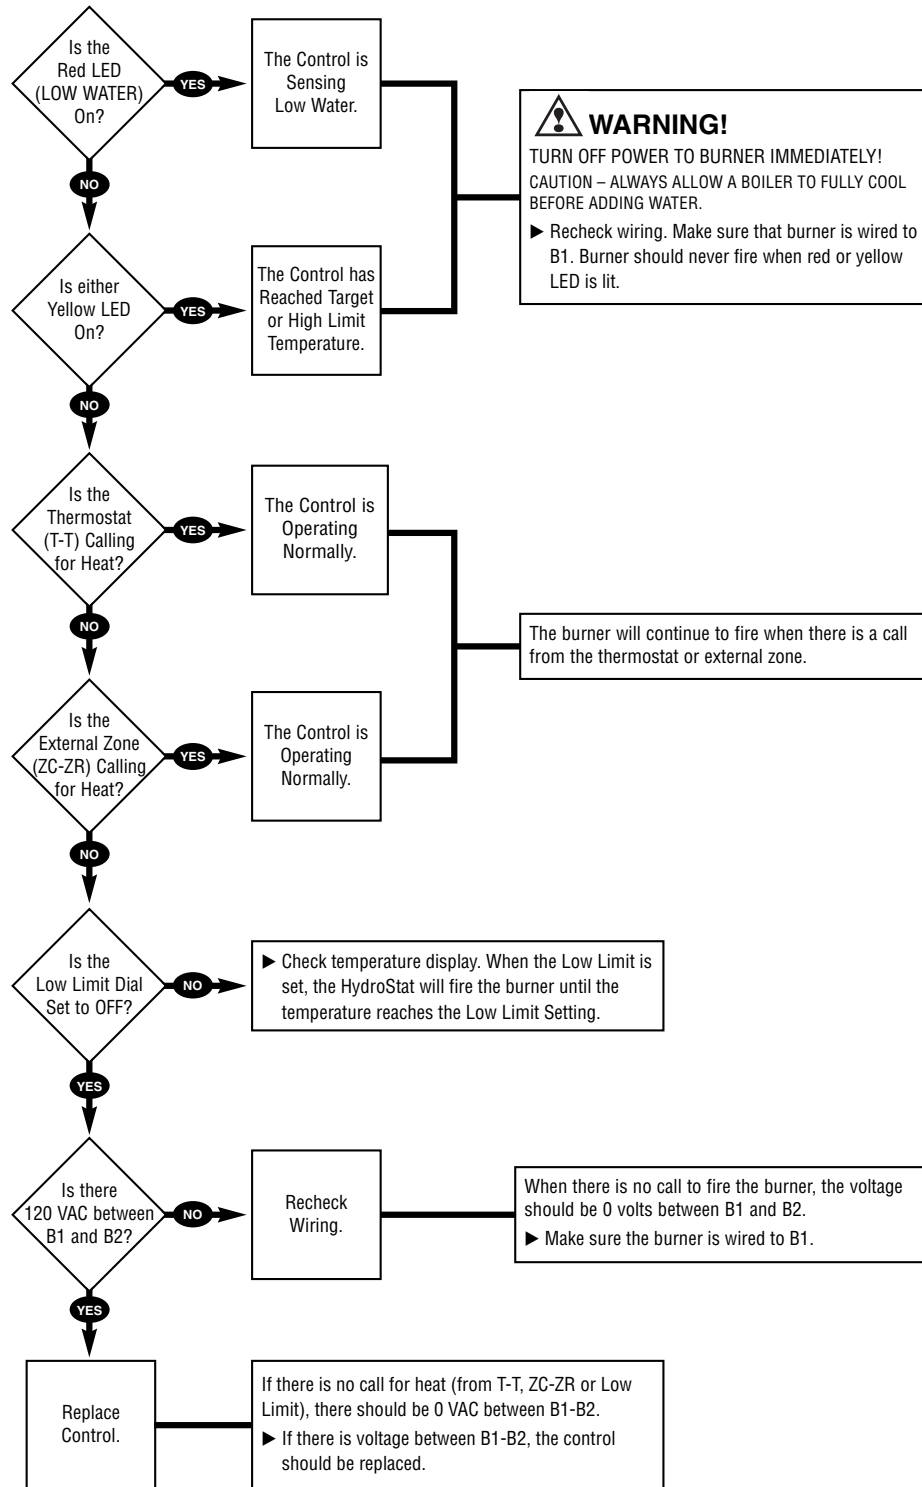 Is the
Red LED
(LOW WATER)
On?
YES
The Control is
Sensing
Low Water.
WARNING!
TURN OFF POWER TO BURNER IMMEDIATELY!
CAUTION – ALWAYS ALLOW A BOILER TO FULLY COOL
BEFORE ADDING WATER.
▶ Recheck wiring. Make sure that burner is wired to
B1. Burner should never fire when red or yellow
LED is lit.
NO
Is either
Yellow LED
On?
YES
The Control has
Reached Target
or High Limit
Temperature.
NO
Is the
Thermostat
(T-T) Calling
for Heat?
YES
The Control is
Operating
Normally.
The burner will continue to fire when there is a call
from the thermostat or external zone.
NO
Is the
External Zone
(ZC-ZR) Calling
for Heat?
YES
The Control is
Operating
Normally.
NO
Is the
Low Limit Dial
Set to OFF?
NO
▶ Check temperature display. When the Low Limit is
set, the HydroStat will fire the burner until the
temperature reaches the Low Limit Setting.
YES
Is there
120 VAC between
B1 and B2?
NO
Recheck
Wiring.
When there is no call to fire the burner, the voltage
should be 0 volts between B1 and B2.
▶ Make sure the burner is wired to B1.
YES
Replace
Control.
If there is no call for heat (from T-T, ZC-ZR or Low
Limit), there should be 0 VAC between B1-B2.
▶ If there is voltage between B1-B2, the control
should be replaced.